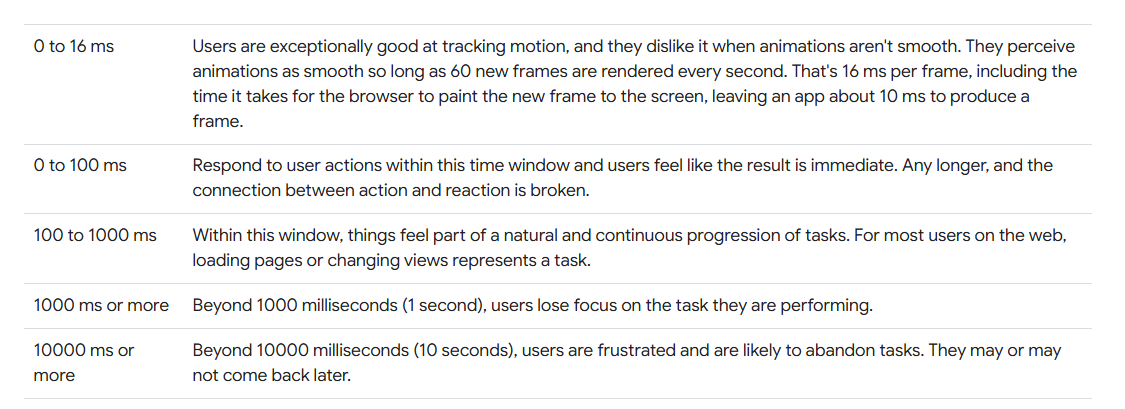 0 to 16 ms
Users are exceptionally good at tracking motion, and they dislike it when animations aren't smooth. They perceive
animations as smooth so long as 60 new frames are rendered every second. That's 16 ms per frame, including the
time it takes for the browser to paint the new frame to the screen, leaving an app about 10 ms to produce a
frame.
0 to 100 ms
Respond to user actions within this time window and users feel like the result is immediate. Any longer, and the
connection between action and reaction is broken.
100 to 1000 ms
Within this window, things feel part of a natural and continuous progression of tasks. For most users on the web,
loading pages or changing views represents a task.
1000 ms or more
Beyond 1000 milliseconds (1 second), users lose focus on the task they are performing.
10000 ms or
more
Beyond 10000 milliseconds (10 seconds), users are frustrated and are likely to abandon tasks. They may or may
not come back later.